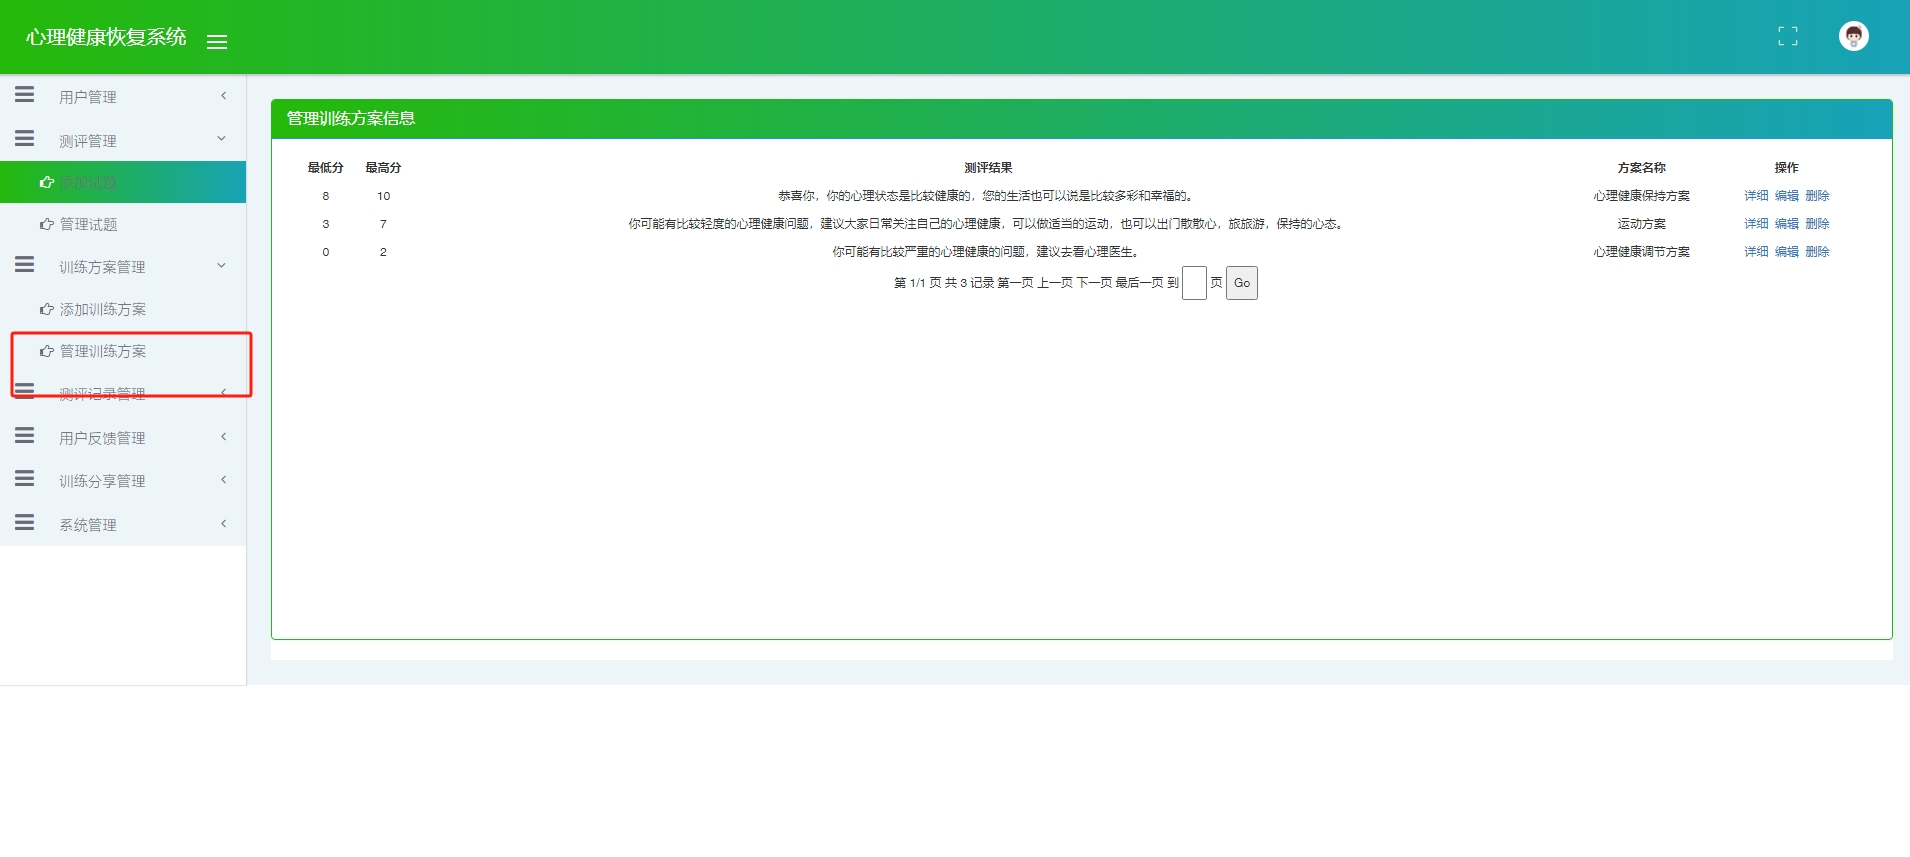 心理健康恢复系统
用户管理
测评管理
添加试题
管理试题
训练方案管理
添加训练方案
管理训练方案
测评记录管理
用户反馈管理
训练分享管理
系统管理
管理训练方案信息
最低分 最高分 测评结果 方案名称 操作
8 10 恭喜你，你的心理状态是比较健康的，您的生活也可以说是比较多彩和幸福的。 心理健康保持方案 详细 编辑 删除
3 7 你可能有比较轻度的心理健康问题，建议大家日常关注自己的心理健康，可以做适当的运动，也可以出门散散心，旅旅游，保持的心态。 运动方案 详细 编辑 删除
0 2 你可能有比较严重的心理健康的问题，建议去看心理医生。 心理健康调节方案 详细 编辑 删除
第 1/1 页 共 3 记录 第一页 上一页 下一页 最后一页 到 页 Go